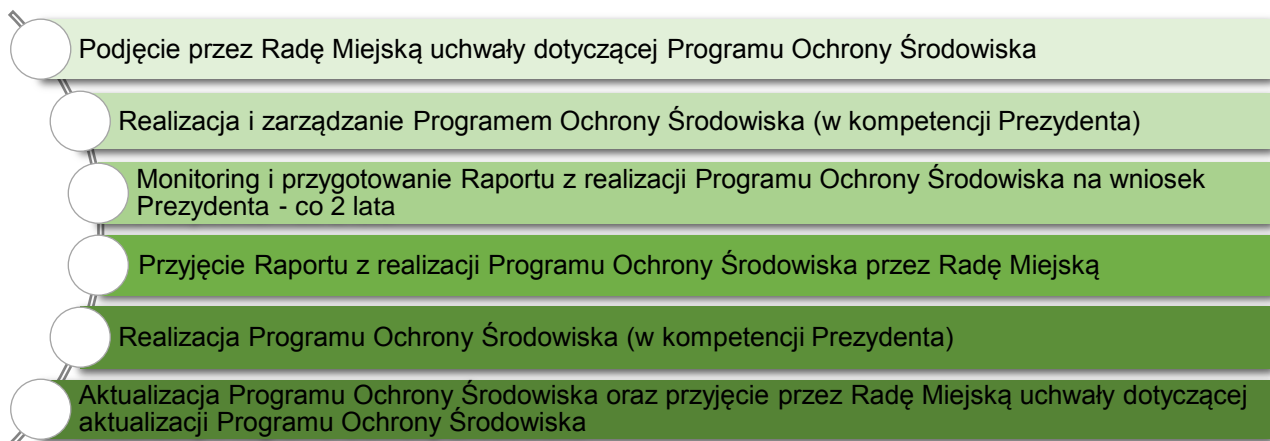 Podjęcie przez Radę Miejską uchwały dotyczącej Programu Ochrony Środowiska
Realizacja i zarządzanie Programem Ochrony Środowiska (w kompetencji Prezydenta)
Monitoring i przygotowanie Raportu z realizacji Programu Ochrony Środowiska na wniosek
Prezydenta - co 2 lata
Przyjęcie Raportu z realizacji Programu Ochrony Środowiska przez Radę Miejską
Realizacja Programu Ochrony Środowiska (w kompetencji Prezydenta)
Aktualizacja Programu Ochrony Środowiska oraz przyjęcie przez Radę Miejską uchwały dotyczącej
aktualizacji Programu Ochrony Środowiska